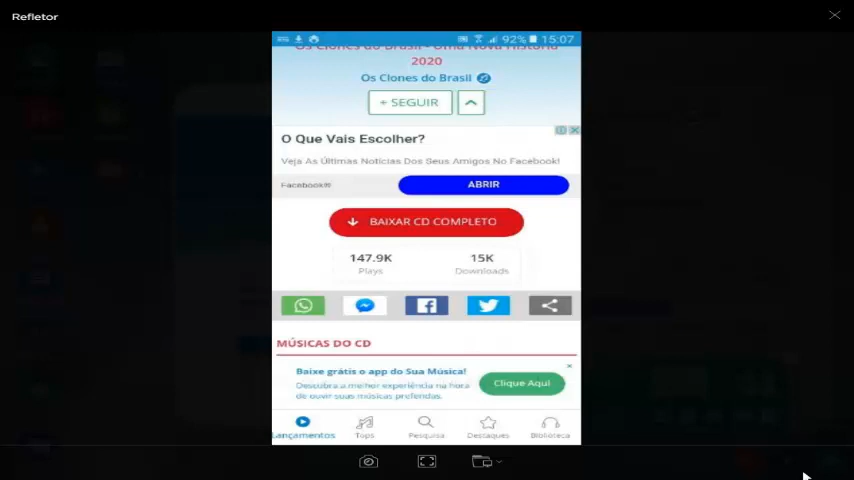 Refletor
92% 15:07
Os Clones do Brasil - Uma Nova História
2020
Os Clones do Brasil
+ SEGUIR
O Que Vais Escolher?
Veja As Últimas Notícias Dos Seus Amigos No Facebook!
Facebook®
ABRIR
BAIXAR CD COMPLETO
147.9K 15K
Plays Downloads
MÚSICAS DO CD
Baixe grátis o app do Sua Música!
Descubra a melhor experiência na hora
de ouvir suas músicas preferidas.
Clique Aqui
Lançamentos Tops Pesquisa Destaques Biblioteca